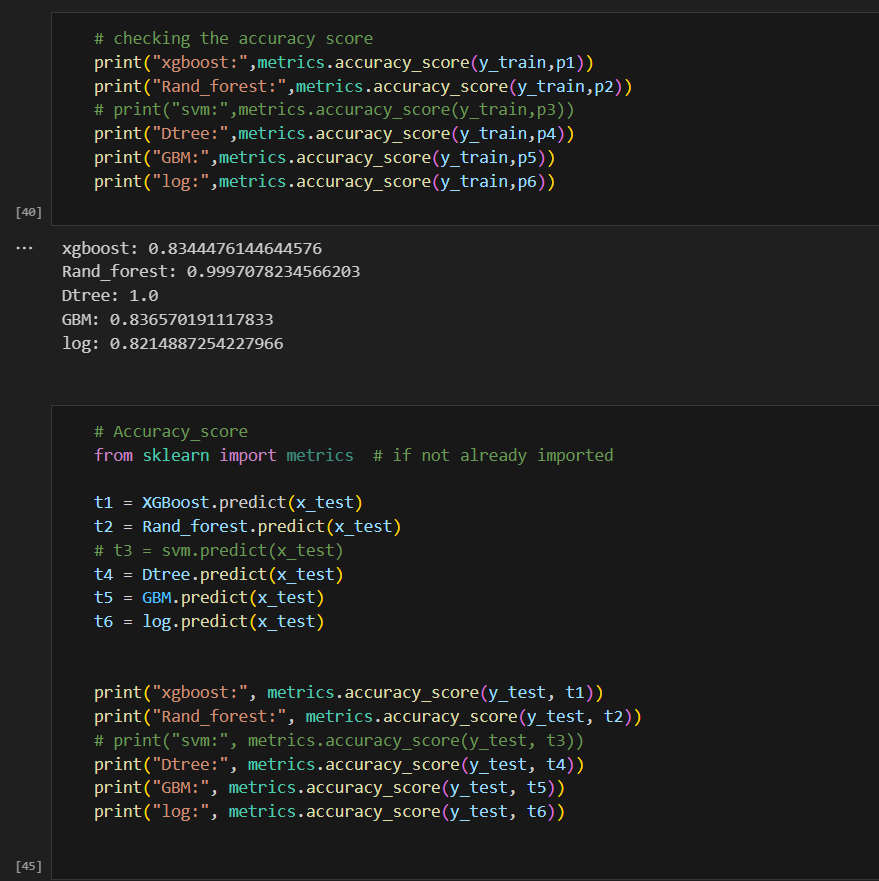 # checking the accuracy score
print("xgboost:",metrics.accuracy_score(y_train,p1))
print("Rand_forest:",metrics.accuracy_score(y_train,p2))
# print("svm:",metrics.accuracy_score(y_train,p3))
print("Dtree:",metrics.accuracy_score(y_train,p4))
print("GBM:",metrics.accuracy_score(y_train,p5))
print("log:",metrics.accuracy_score(y_train,p6))
[40]
... xgboost: 0.8344476144644576
Rand_forest: 0.9997078234566203
Dtree: 1.0
GBM: 0.836570191117833
log: 0.8214887254227966
# Accuracy_score
from sklearn import metrics  # if not already imported
t1 = XGBoost.predict(x_test)
t2 = Rand_forest.predict(x_test)
# t3 = svm.predict(x_test)
t4 = Dtree.predict(x_test)
t5 = GBM.predict(x_test)
t6 = log.predict(x_test)
print("xgboost:", metrics.accuracy_score(y_test, t1))
print("Rand_forest:", metrics.accuracy_score(y_test, t2))
# print("svm:", metrics.accuracy_score(y_test, t3))
print("Dtree:", metrics.accuracy_score(y_test, t4))
print("GBM:", metrics.accuracy_score(y_test, t5))
print("log:", metrics.accuracy_score(y_test, t6))
[45]